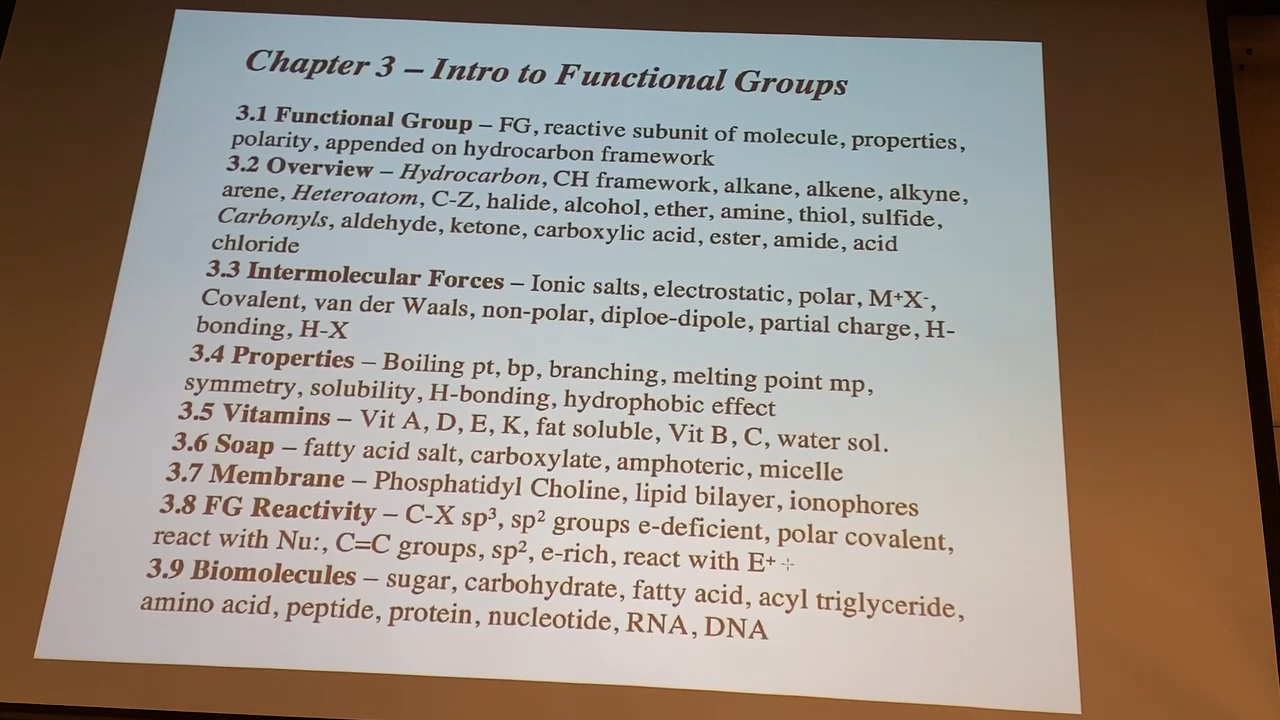 Chapter 3 – Intro to Functional Groups
3.1 Functional Group – FG, reactive subunit of molecule, properties,
polarity, appended on hydrocarbon framework
3.2 Overview – Hydrocarbon, CH framework, alkane, alkene, alkyne,
arene, Heteroatom, C-Z, halide, alcohol, ether, amine, thiol, sulfide,
Carbonyls, aldehyde, ketone, carboxylic acid, ester, amide, acid
chloride
3.3 Intermolecular Forces – Ionic salts, electrostatic, polar, M⁺X⁻,
Covalent, van der Waals, non-polar, diploe-dipole, partial charge, H-
bonding, H-X
3.4 Properties – Boiling pt, bp, branching, melting point mp,
symmetry, solubility, H-bonding, hydrophobic effect
3.5 Vitamins – Vit A, D, E, K, fat soluble, Vit B, C, water sol.
3.6 Soap – fatty acid salt, carboxylate, amphoteric, micelle
3.7 Membrane – Phosphatidyl Choline, lipid bilayer, ionophores
3.8 FG Reactivity – C-X sp³, sp² groups e-deficient, polar covalent,
react with Nu:, C=C groups, sp², e-rich, react with E⁺
3.9 Biomolecules – sugar, carbohydrate, fatty acid, acyl triglyceride,
amino acid, peptide, protein, nucleotide, RNA, DNA